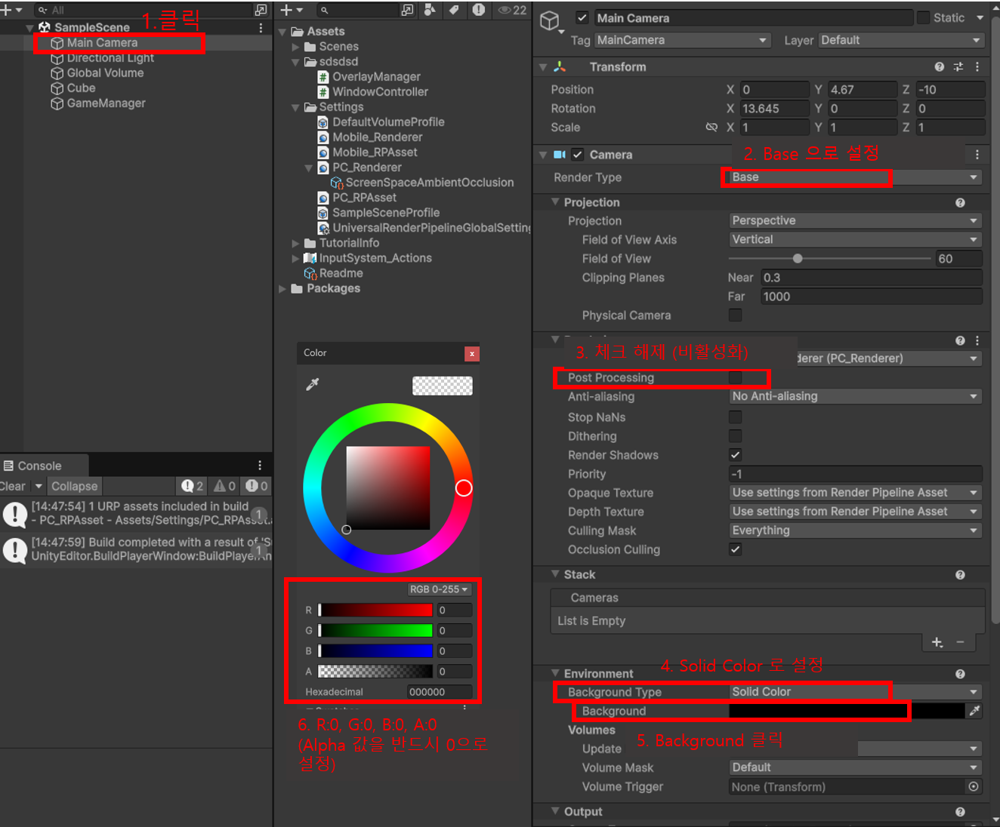 All
1.클릭
SampleScene
Main Camera
Directional Light
Global Volume
Cube
GameManager
Console
Clear
Collapse
2
0
0
[14:47:54] 1 URP assets included in build
- PC_RPAsset - Assets/Settings/PC_RPAsset.a
1
[14:47:59] Build completed with a result of 'S
UnityEditor.BuildPlayerWindow:BuildPlayerAn
1
22
Assets
Scenes
sdsdsd
OverlayManager
WindowController
Settings
DefaultVolumeProfile
Mobile_Renderer
Mobile_RPAsset
PC_Renderer
ScreenSpaceAmbientOcclusion
PC_RPAsset
SampleSceneProfile
UniversalRenderPipelineGlobalSetting
TutorialInfo
InputSystem_Actions
Readme
Packages
Color
x
RGB 0-255
R 0
G 0
B 0
A 0
Hexadecimal 000000
6. R:0, G:0, B:0, A:0
(Alpha 값을 반드시 0으로
설정)
Main Camera
Static
Tag MainCamera Layer Default
Transform
Position X 0 Y 4.67 Z -10
Rotation X 13.645 Y 0 Z 0
Scale X 1 Y 1 Z 1
Camera
2. Base 으로 설정
Render Type Base
Projection
Projection Perspective
Field of View Axis Vertical
Field of View 60
Clipping Planes Near 0.3
Far 1000
Physical Camera
3. 체크 해제 (비활성화)
derer (PC_Renderer)
Post Processing
Anti-aliasing No Anti-aliasing
Stop NaNs
Dithering
Render Shadows
Priority -1
Opaque Texture Use settings from Render Pipeline Asset
Depth Texture Use settings from Render Pipeline Asset
Culling Mask Everything
Occlusion Culling
Stack
Cameras
List is Empty
4. Solid Color 로 설정
Environment
Background Type Solid Color
Background
Volumes
5. Background 클릭
Update
Volume Mask Default
Volume Trigger None (Transform)
Output